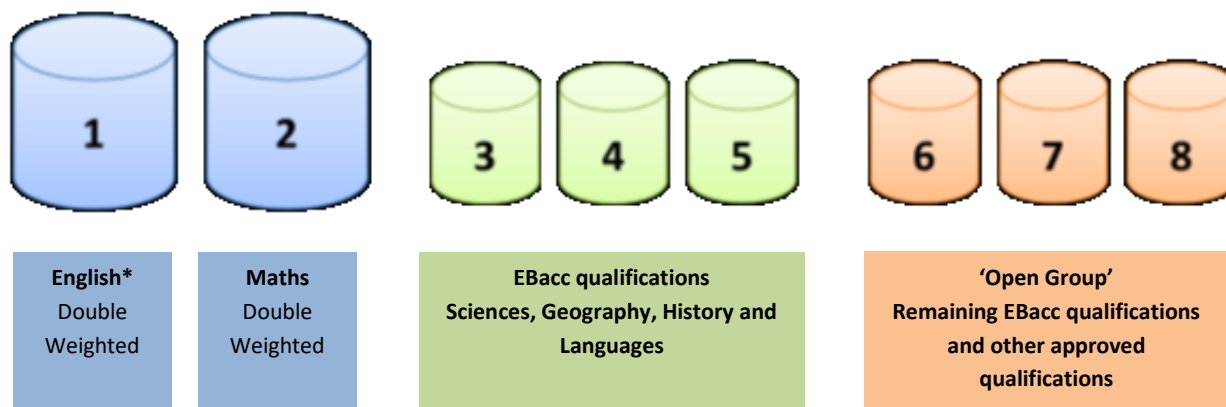 1
2
3
4
5
6
7
8
English*
Double
Weighted
Maths
Double
Weighted
EBacc qualifications
Sciences, Geography, History and
Languages
‘Open Group’
Remaining EBacc qualifications
and other approved
qualifications